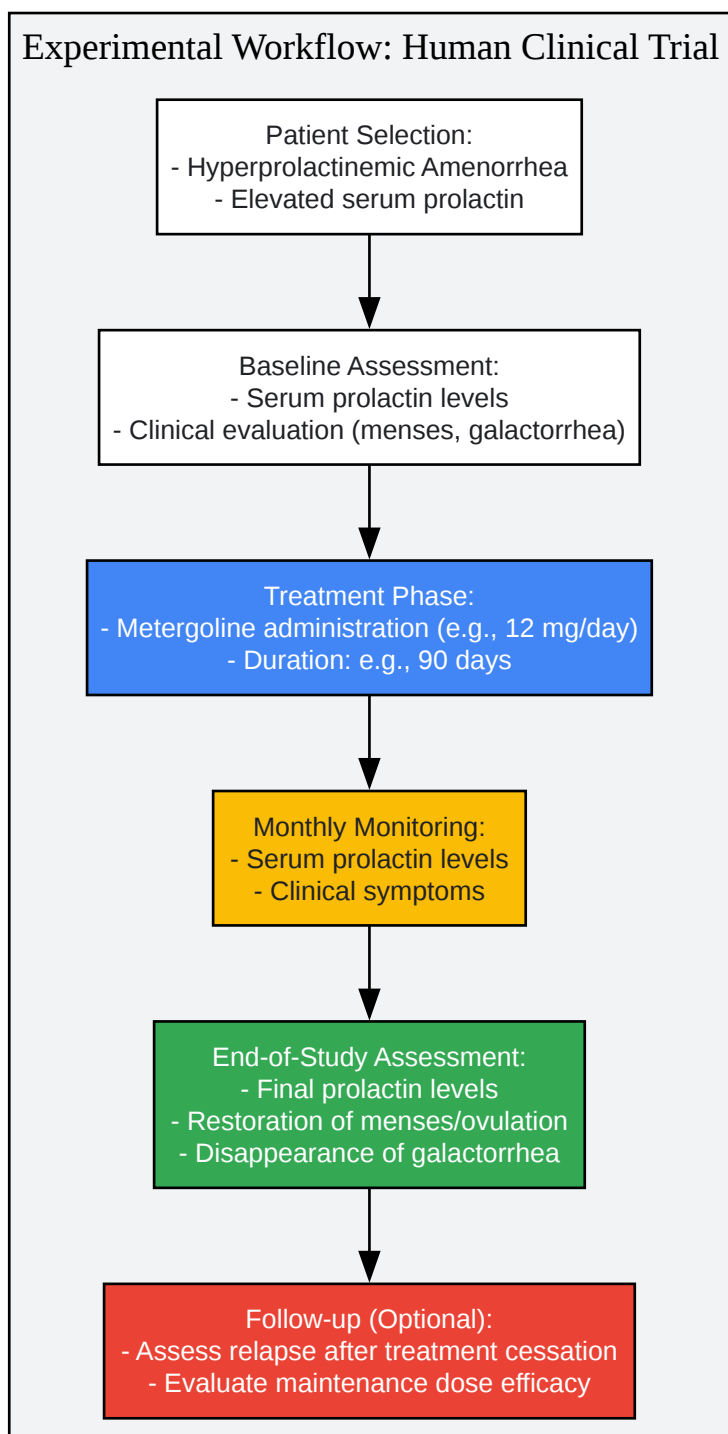 Experimental Workflow: Human Clinical Trial
Patient Selection:
- Hyperprolactinemic Amenorrhea
- Elevated serum prolactin
Baseline Assessment:
- Serum prolactin levels
- Clinical evaluation (menses, galactorrhea)
Treatment Phase:
- Metergoline administration (e.g., 12 mg/day)
- Duration: e.g., 90 days
Monthly Monitoring:
- Serum prolactin levels
- Clinical symptoms
End-of-Study Assessment:
- Final prolactin levels
- Restoration of menses/ovulation
- Disappearance of galactorrhea
Follow-up (Optional):
- Assess relapse after treatment cessation
- Evaluate maintenance dose efficacy